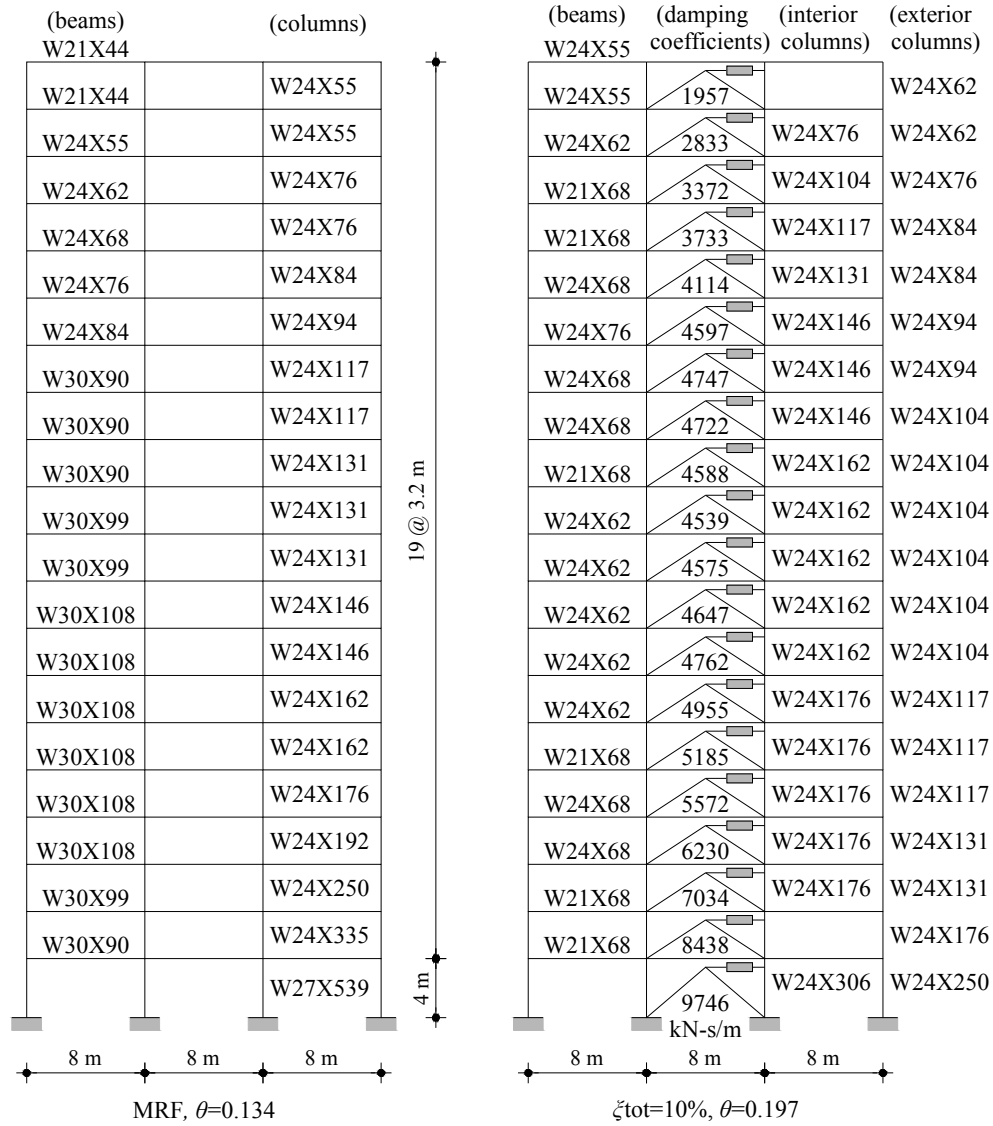 (beams)
(columns)
W21X44
W24X55
W21X44
W24X55
W24X55
W24X76
W24X62
W24X76
W24X68
W24X84
W24X76
W24X94
W24X84
W24X117
W30X90
W24X117
W30X90
W24X131
W30X90
W24X131
W30X99
W24X131
W30X99
W24X146
W30X108
W24X146
W30X108
W24X162
W30X108
W24X162
W30X108
W24X176
W30X108
W24X192
W30X108
W24X250
W30X99
W24X335
W30X90
W27X539
19 @ 3.2 m
4 m
8 m 8 m 8 m
MRF, θ=0.134
(beams) (damping coefficients) (interior columns) (exterior columns)
W24X55
1957 W24X62
W24X55
2833 W24X76 W24X62
W24X62
3372 W24X104 W24X76
W21X68
3733 W24X117 W24X84
W21X68
4114 W24X131 W24X84
W24X68
4597 W24X146 W24X94
W24X76
4747 W24X146 W24X94
W24X68
4722 W24X146 W24X104
W24X68
4588 W24X162 W24X104
W21X68
4539 W24X162 W24X104
W24X62
4575 W24X162 W24X104
W24X62
4647 W24X162 W24X104
W24X62
4762 W24X162 W24X104
W24X62
4955 W24X176 W24X117
W24X62
5185 W24X176 W24X117
W21X68
5572 W24X176 W24X117
W24X68
6230 W24X176 W24X131
W24X68
7034 W24X176 W24X131
W21X68
8438 W24X176
W21X68
9746 W24X306 W24X250
kN-s/m
8 m 8 m 8 m
ξtot=10%, θ=0.197